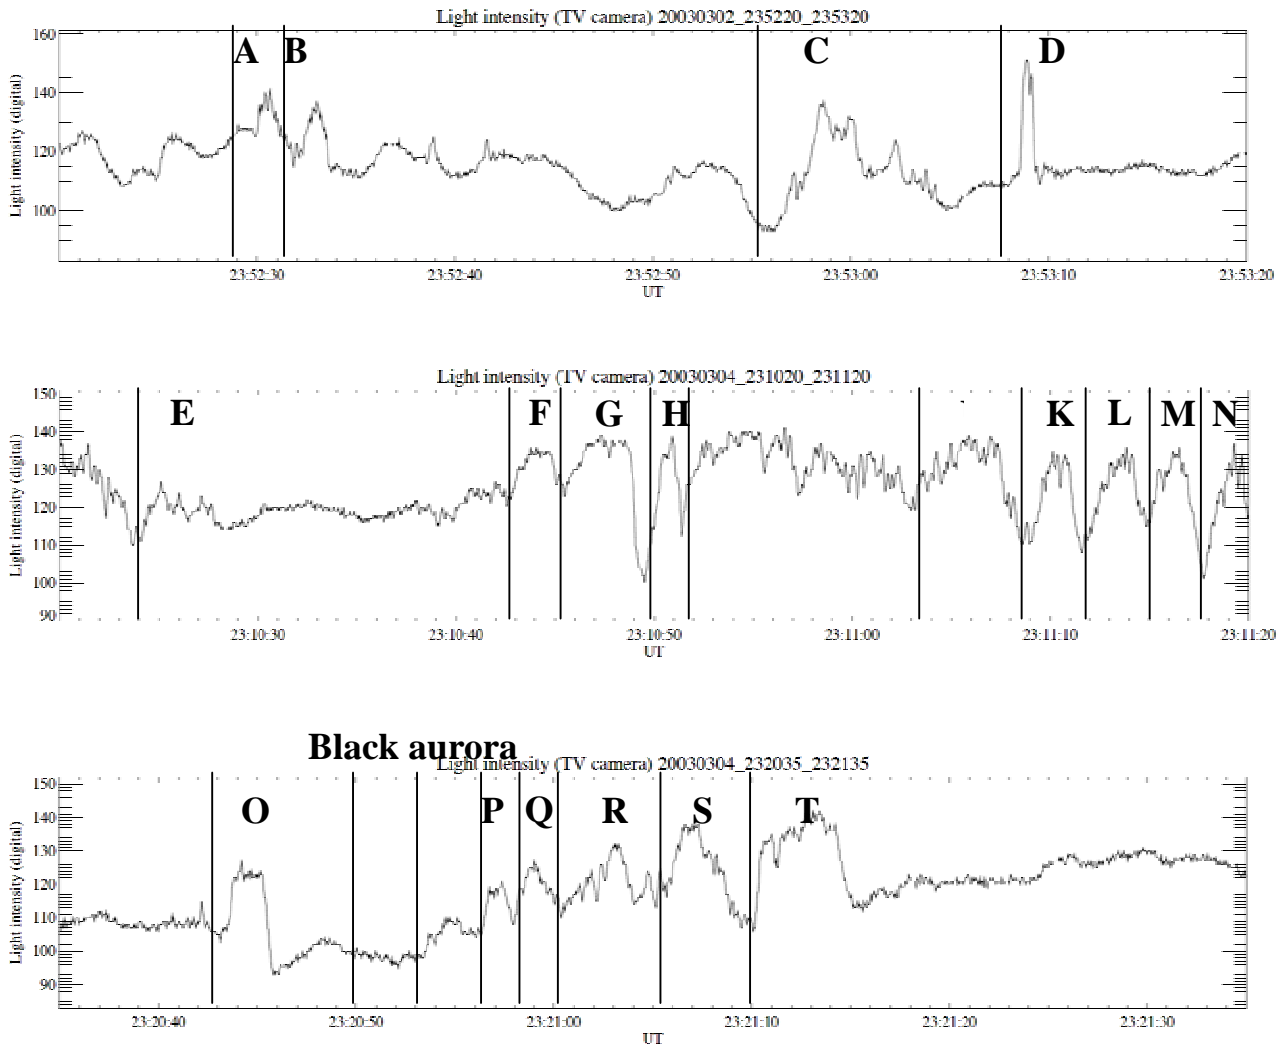 Light intensity (TV camera) 20030302_235220_235320
A B C D
160
140
120
100
Light intensity (digital)
23:52:30 23:52:40 23:52:50 23:53:00 23:53:10 23:53:20
UT
Light intensity (TV camera) 20030304_231020_231120
E F G H K L M N
150
140
130
120
110
100
90
Light intensity (digital)
23:10:30 23:10:40 23:10:50 23:11:00 23:11:10 23:11:20
UT
Black aurora
Light intensity (TV camera) 20030304_232035_232135
O P Q R S T
150
140
130
120
110
100
90
Light intensity (digital)
23:20:40 23:20:50 23:21:00 23:21:10 23:21:20 23:21:30
UT